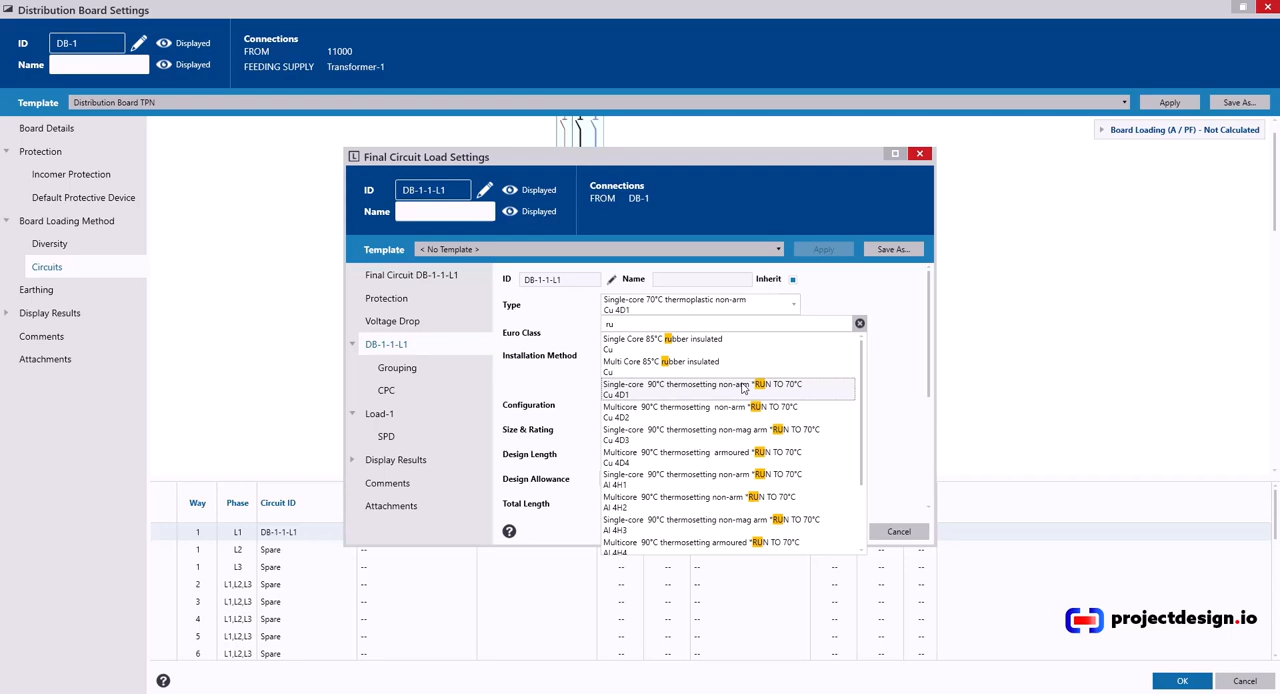 Distribution Board Settings
ID DB-1 Displayed
Name Displayed
Connections
FROM 11000
FEEDING SUPPLY Transformer-1
Template Distribution Board TPN Apply Save As...
Board Details
Protection
Incomer Protection
Default Protective Device
Board Loading Method
Diversity
Circuits
Earthing
Display Results
Comments
Attachments
Board Loading (A / PF) - Not Calculated
L Final Circuit Load Settings
ID DB-1-1-L1 Displayed
Name Displayed
Connections
FROM DB-1
Template < No Template > Apply Save As...
Final Circuit DB-1-1-L1
Protection
Voltage Drop
DB-1-1-L1
Grouping
CPC
Load-1
SPD
Display Results
Comments
Attachments
ID DB-1-1-L1 Name Inherit
Type Single-core 70°C thermoplastic non-arm
Cu 4D1
Euro Class
Installation Method
Configuration
Size & Rating
Design Length
Design Allowance
Total Length
ru
Single Core 85°C rubber insulated
Cu
Multi Core 85°C rubber insulated
Cu
Single-core 90°C thermosetting non-arm *RUN TO 70°C
Cu 4D1
Multicore 90°C thermosetting non-arm *RUN TO 70°C
Cu 4D2
Single-core 90°C thermosetting non-mag arm *RUN TO 70°C
Cu 4D3
Multicore 90°C thermosetting armoured *RUN TO 70°C
Cu 4D4
Single-core 90°C thermosetting non-arm *RUN TO 70°C
Al 4H1
Multicore 90°C thermosetting non-arm *RUN TO 70°C
Al 4H2
Single-core 90°C thermosetting non-mag arm *RUN TO 70°C
Al 4H3
Multicore 90°C thermosetting armoured *RUN TO 70°C
Al 4H4
? Cancel
Way Phase Circuit ID
1 L1 DB-1-1-L1
1 L2 Spare -- -- -- -- -- --
1 L3 Spare -- -- -- -- -- --
2 L1,L2,L3 Spare -- -- -- -- -- --
3 L1,L2,L3 Spare -- -- -- -- -- --
4 L1,L2,L3 Spare -- -- -- --
5 L1,L2,L3 Spare -- -- -- --
6 L1,L2,L3 Spare -- -- -- -- -- --
projectdesign.io
? OK Cancel